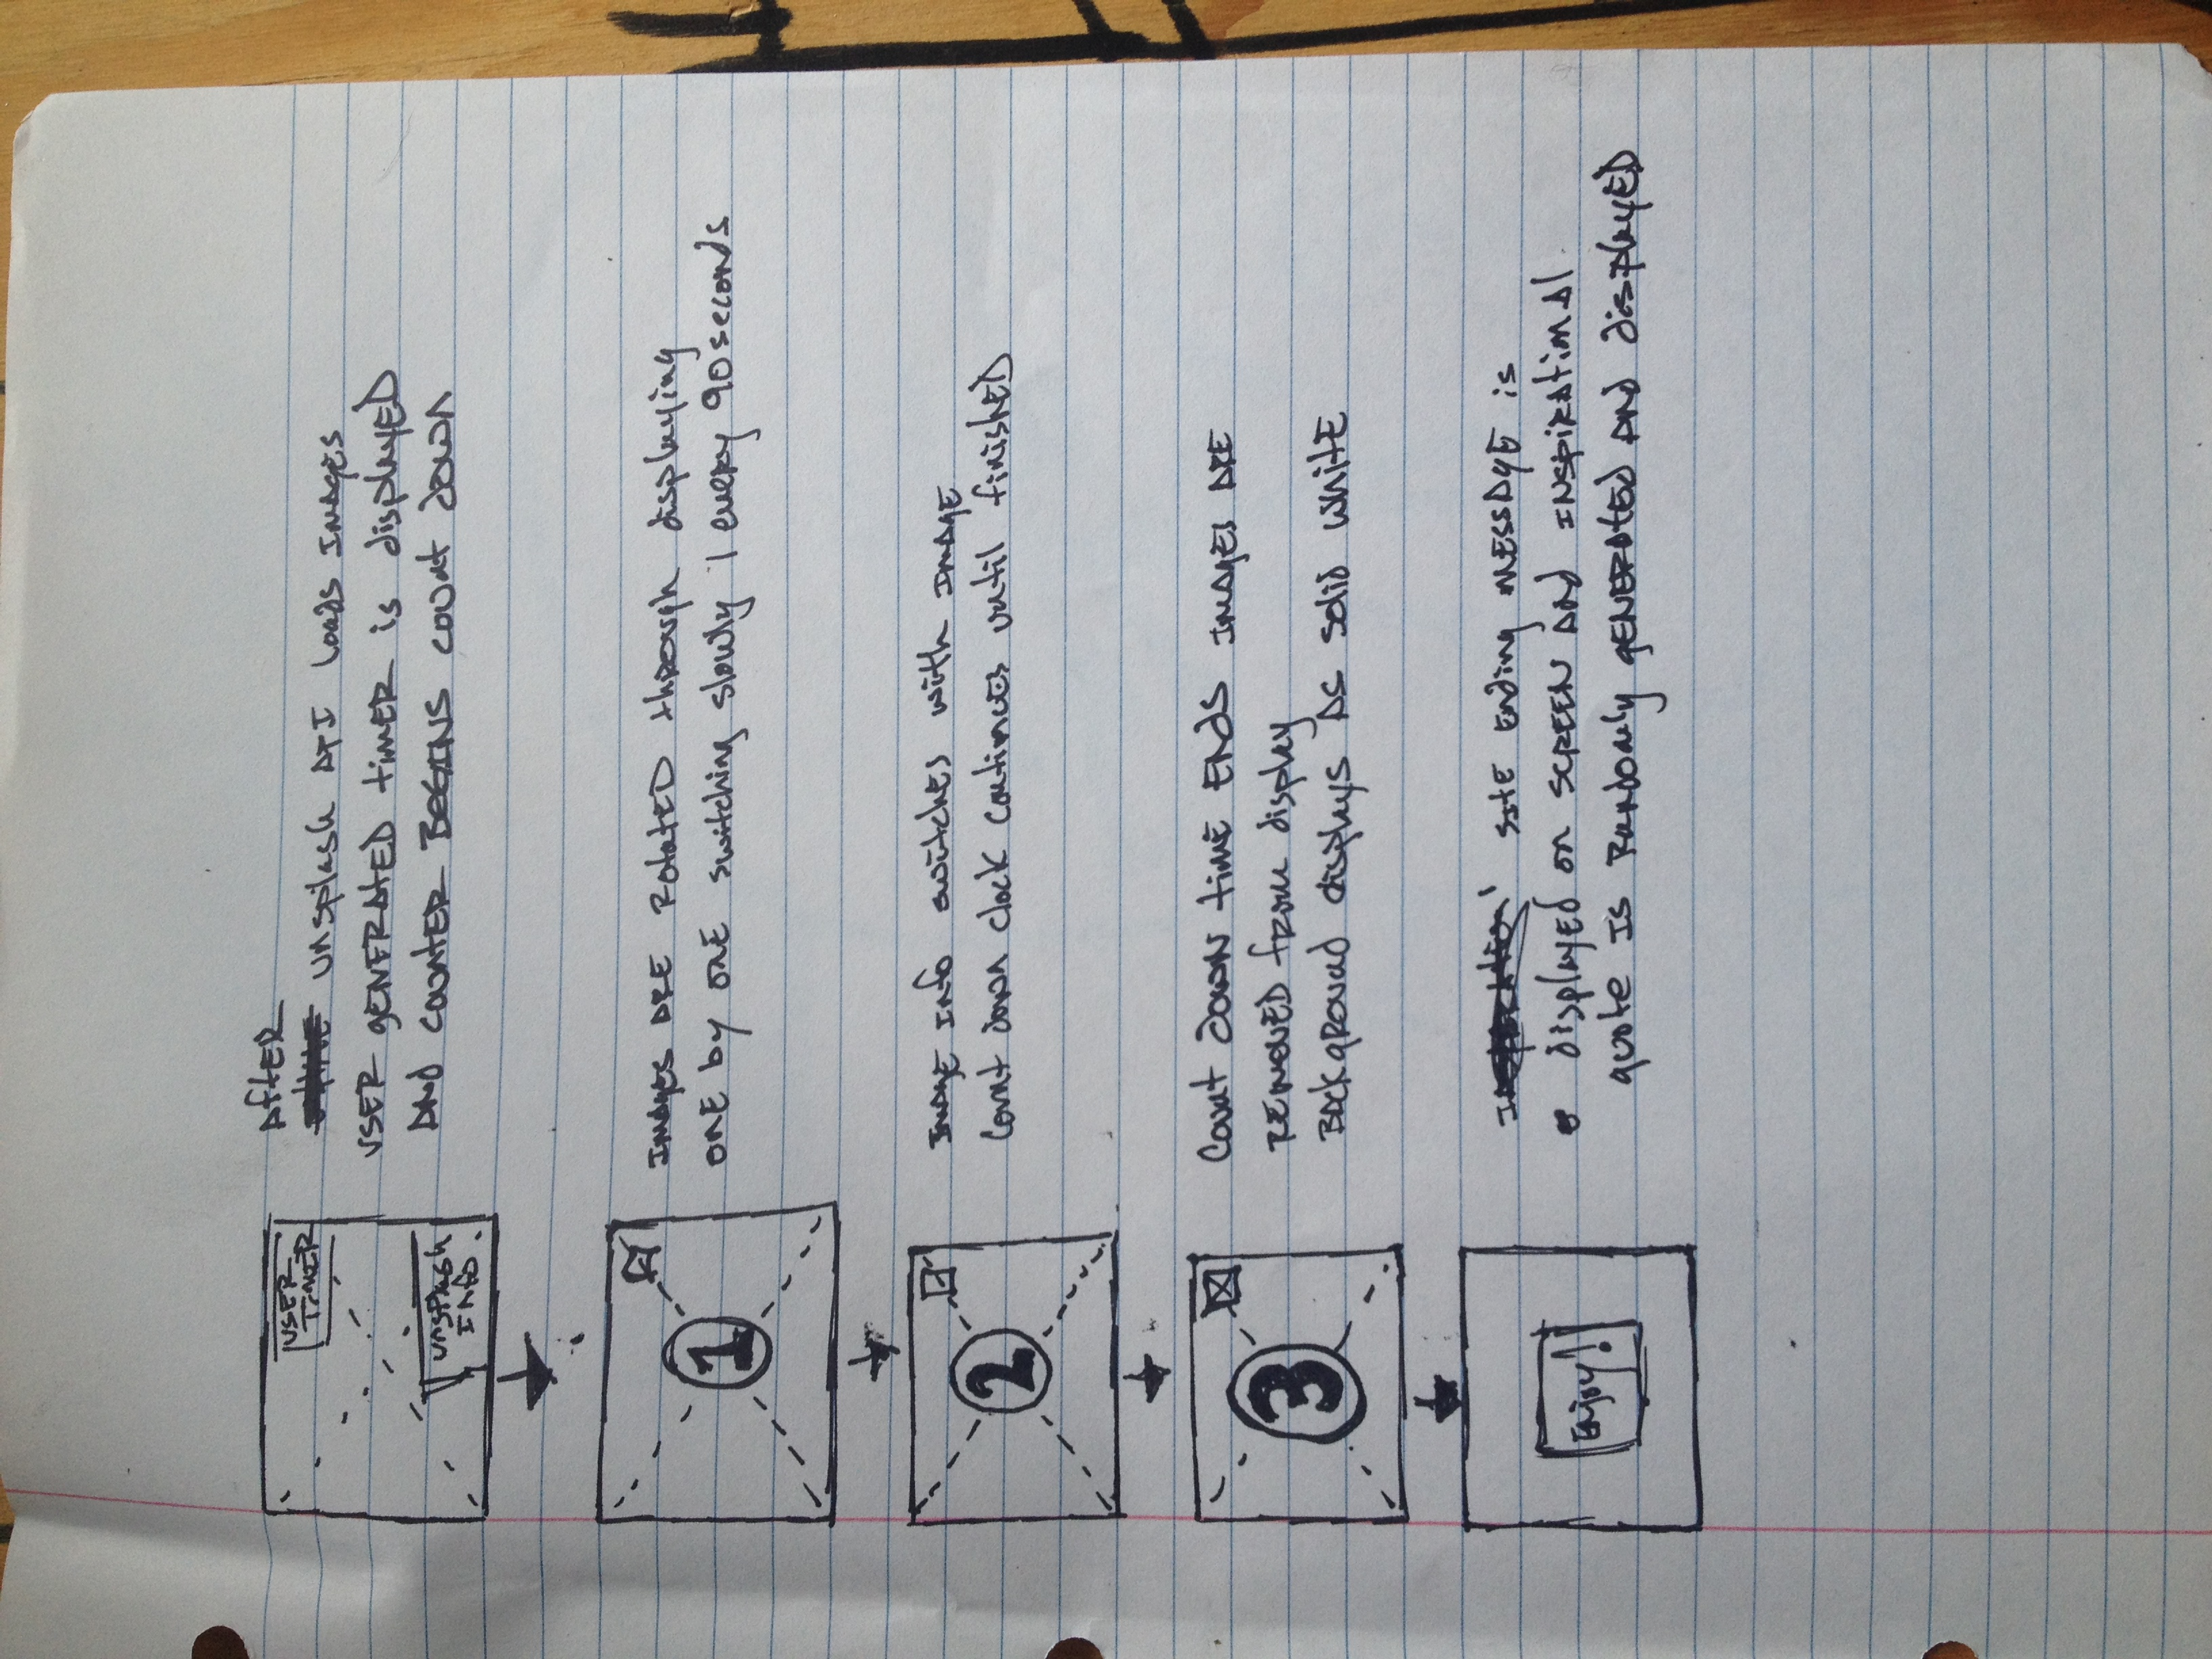 USER
TIMER
UNSPLASH
INFO
AFTER
UNSPLASH API LOADS IMAGES
USER GENERATED TIMER IS DISPLAYED
AND COUNTER BEGINS COUNT DOWN
1
IMAGES ARE ROTATED THROUGH DISPLAYING
ONE BY ONE SWITCHING SLOWLY 1 EVERY 90 SECONDS
2
IMAGE INFO SWITCHES WITH IMAGE
COUNT DOWN CLOCK CONTINUES UNTIL FINISHED
3
COUNT DOWN TIME ENDS IMAGES ARE
REMOVED FROM DISPLAY
BACKGROUND DISPLAYS AS SOLID WHITE
ENJOY!
SITE ENDING MESSAGE IS
DISPLAYED ON SCREEN AND INSPIRATIONAL
QUOTE IS RANDOMLY GENERATED AND DISPLAYED